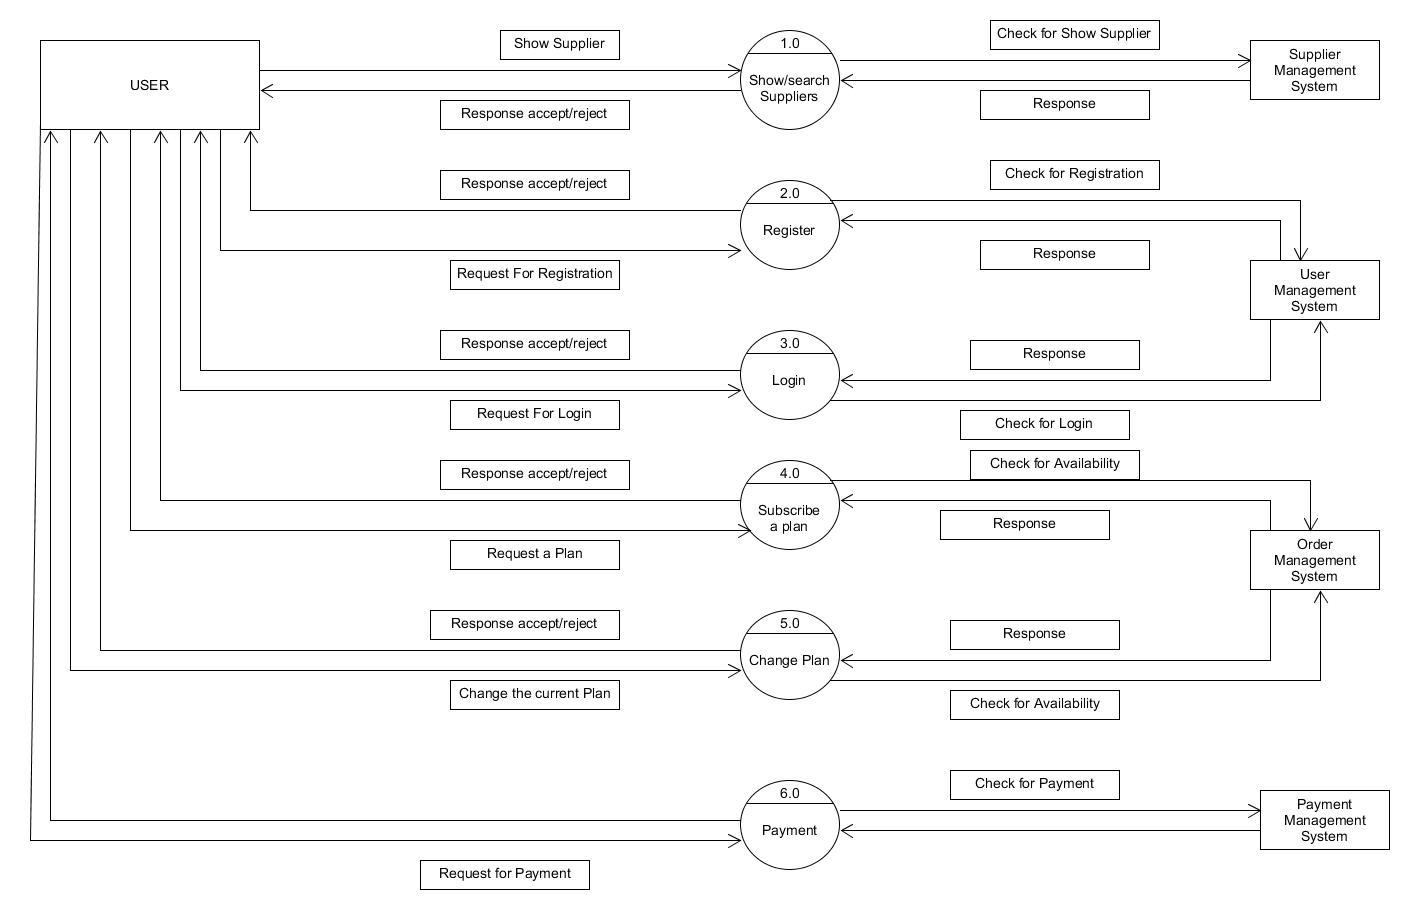 Show Supplier
1.0
Check for Show Supplier
USER
Show/search
Suppliers
Supplier
Management
System
Response accept/reject
Response
Response accept/reject
2.0
Check for Registration
Register
Request For Registration
Response
User
Management
System
Response accept/reject
3.0
Response
Login
Request For Login
Check for Login
Response accept/reject
4.0
Check for Availability
Subscribe
a plan
Request a Plan
Response
Order
Management
System
Response accept/reject
5.0
Response
Change Plan
Change the current Plan
Check for Availability
6.0
Check for Payment
Payment
Payment
Management
System
Request for Payment